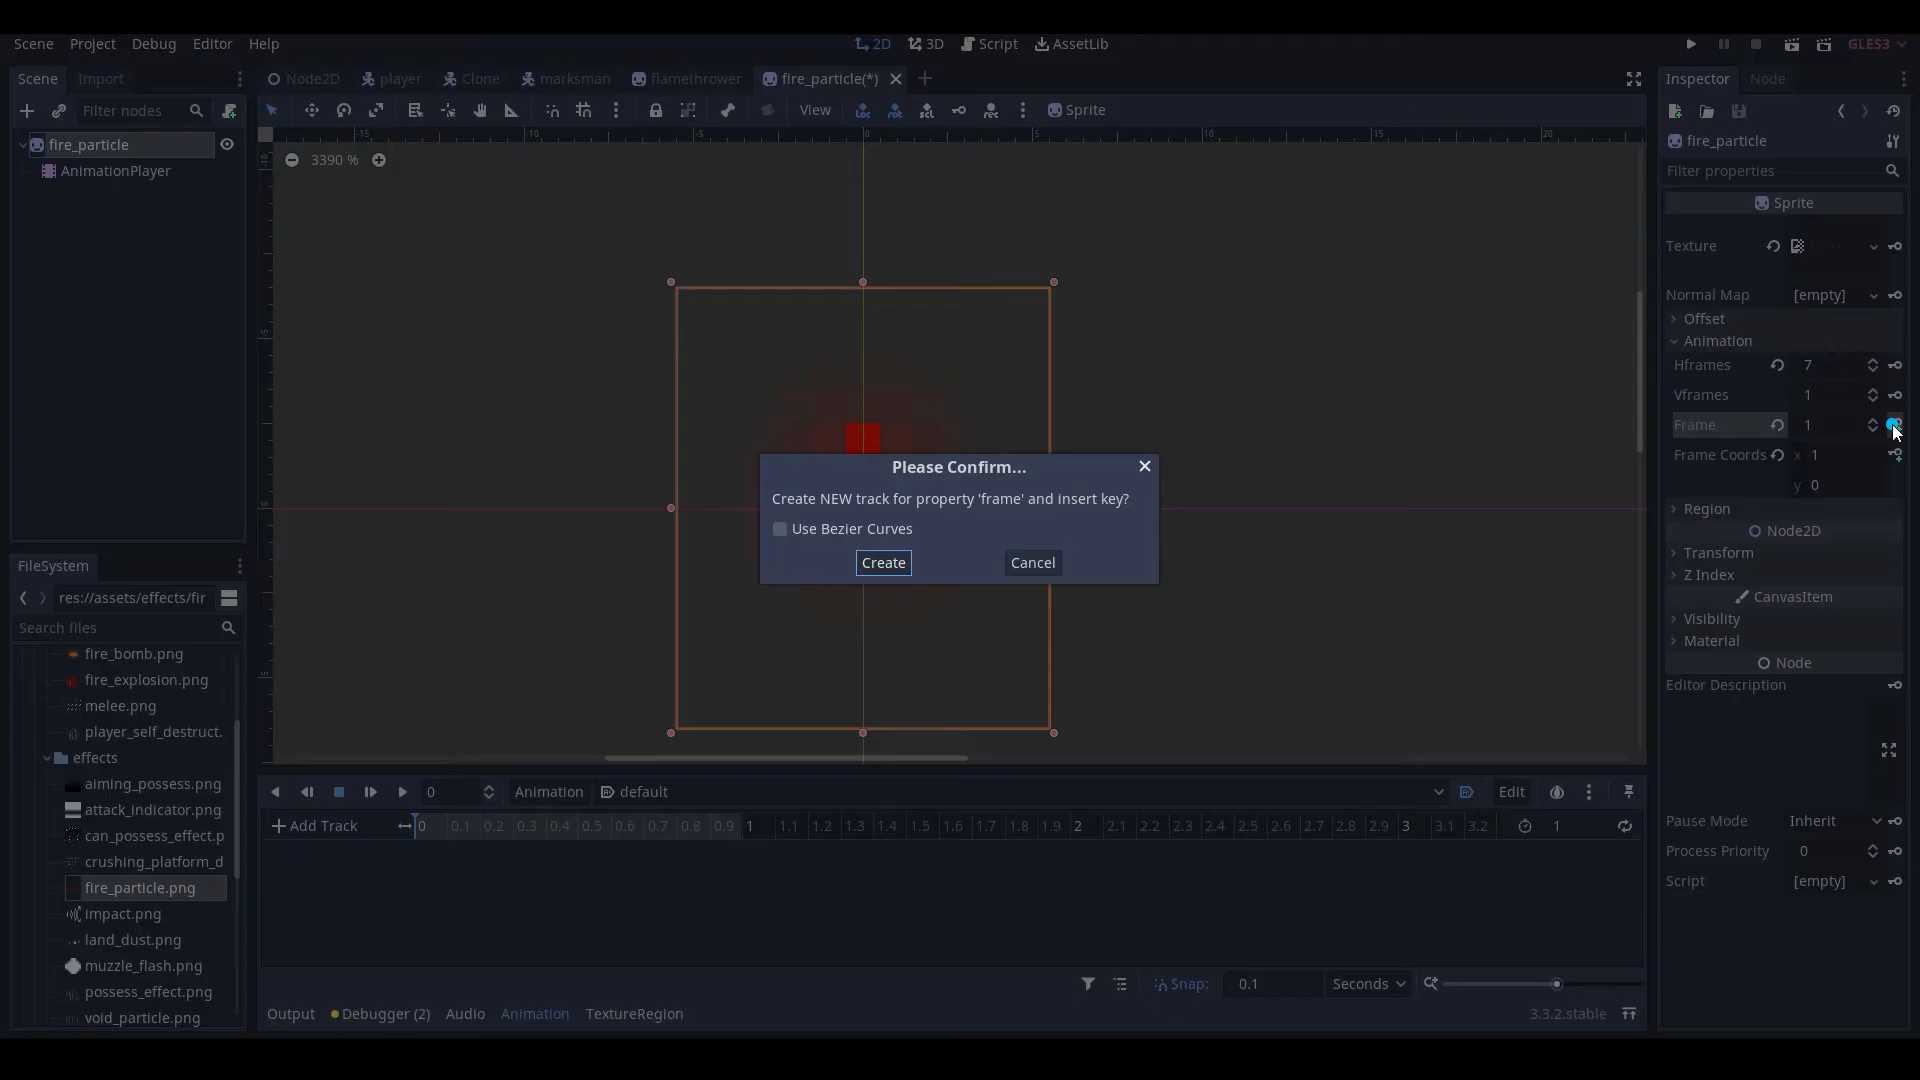 Scene Project Debug Editor Help
2D 3D Script AssetLib
GLES3
Scene Import
Filter nodes
fire_particle
AnimationPlayer
Node2D player Clone marksman flamethrower fire_particle(*)
View Sprite
-15 -10 -5 0 5 10 15 20
3390 %
Please Confirm...
Create NEW track for property 'frame' and insert key?
Use Bezier Curves
Create Cancel
FileSystem
res://assets/effects/fir
Search files
fire_bomb.png
fire_explosion.png
melee.png
player_self_destruct.
effects
aiming_possess.png
attack_indicator.png
can_possess_effect.p
crushing_platform_d
fire_particle.png
impact.png
land_dust.png
muzzle_flash.png
possess_effect.png
void_particle.png
0 Animation default Edit
Add Track 0 0.1 0.2 0.3 0.4 0.5 0.6 0.7 0.8 0.9 1 1.1 1.2 1.3 1.4 1.5 1.6 1.7 1.8 1.9 2 2.1 2.2 2.3 2.4 2.5 2.6 2.7 2.8 2.9 3 3.1 3.2 1
Snap: 0.1 Seconds
Output Debugger (2) Audio Animation TextureRegion 3.3.2.stable
Inspector Node
fire_particle
Filter properties
Sprite
Texture
Normal Map [empty]
Offset
Animation
Hframes 7
Vframes 1
Frame 1
Frame Coords x 1
y 0
Region
Node2D
Transform
Z Index
CanvasItem
Visibility
Material
Node
Editor Description
Pause Mode Inherit
Process Priority 0
Script [empty]